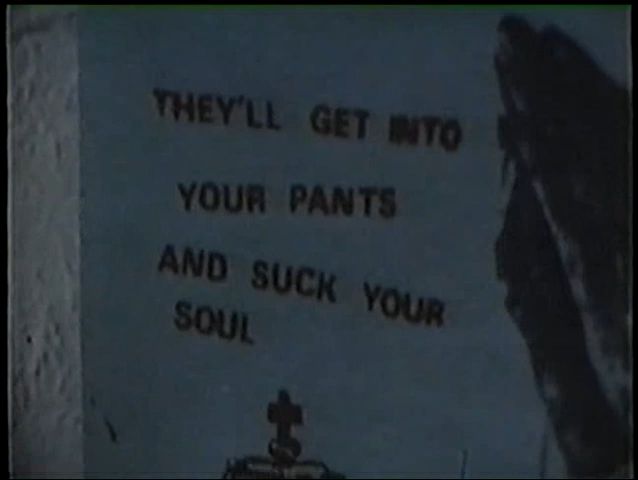 THEY'LL GET INTO
YOUR PANTS
AND SUCK YOUR
SOUL